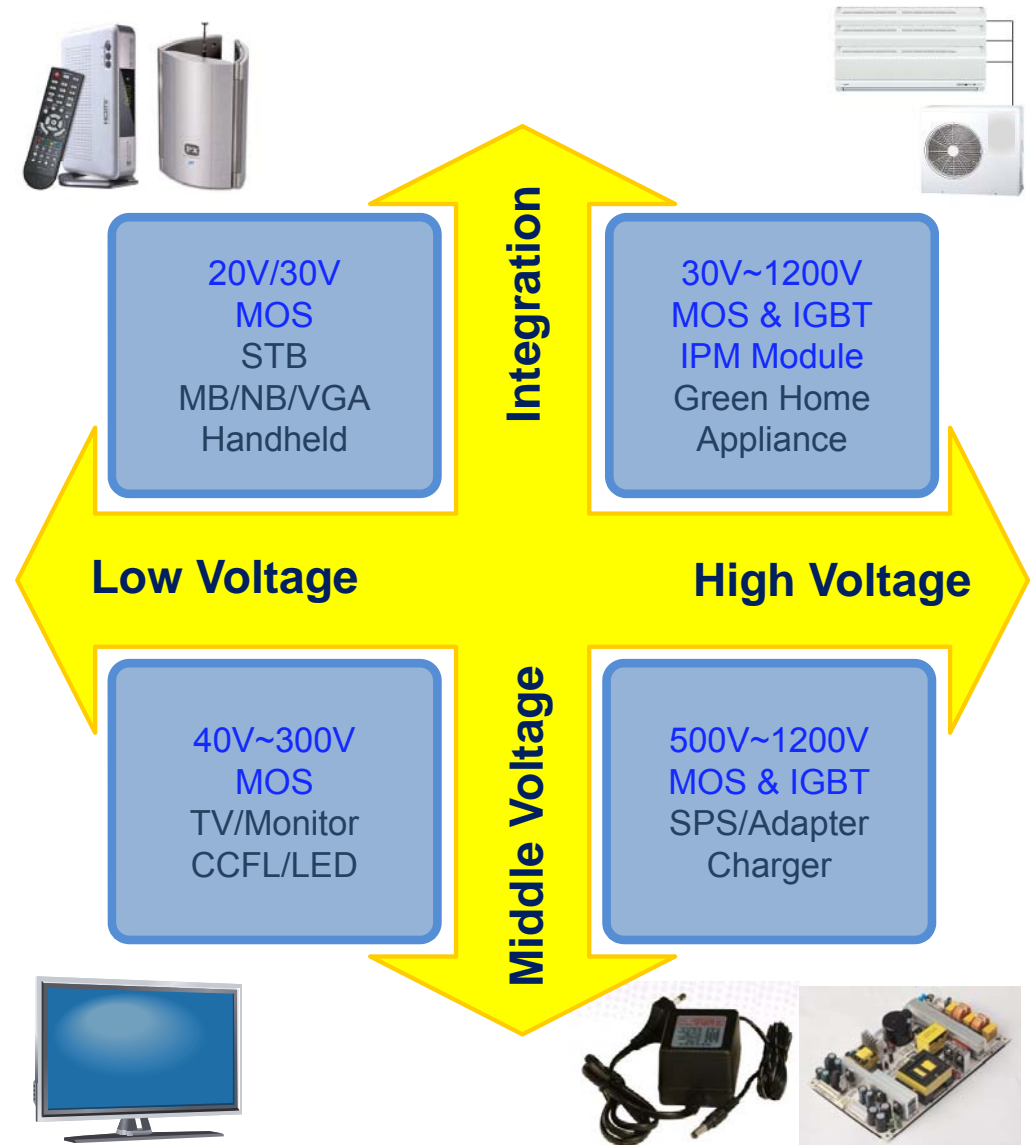 HDMI
Integration
20V/30V
MOS
STB
MB/NB/VGA
Handheld
30V~1200V
MOS & IGBT
IPM Module
Green Home
Appliance
Low Voltage
High Voltage
40V~300V
MOS
TV/Monitor
CCFL/LED
Middle Voltage
500V~1200V
MOS & IGBT
SPS/Adapter
Charger